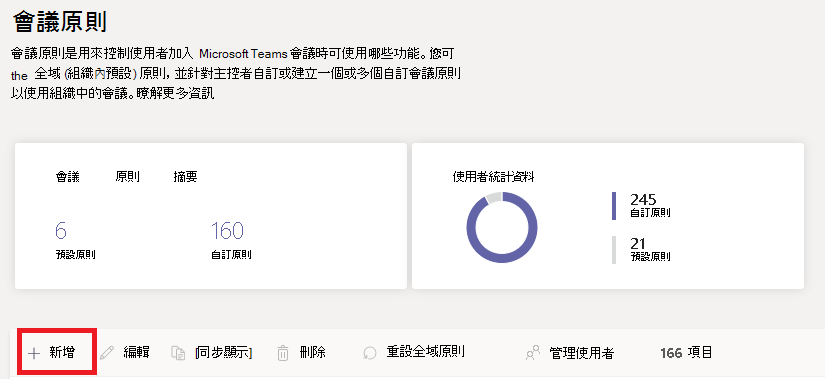 會議原則
會議原則是用來控制使用者加入 Microsoft Teams 會議時可使用哪些功能。您可
the 全域 (組織內預設) 原則，並針對主控者自訂或建立一個或多個自訂會議原則
以使用組織中的會議。瞭解更多資訊
會議 原則 摘要
6 160
預設原則 自訂原則
使用者統計資料
245
自訂原則
21
預設原則
新增 編輯 [同步顯示] 刪除 重設全域原則 管理使用者 166 項目